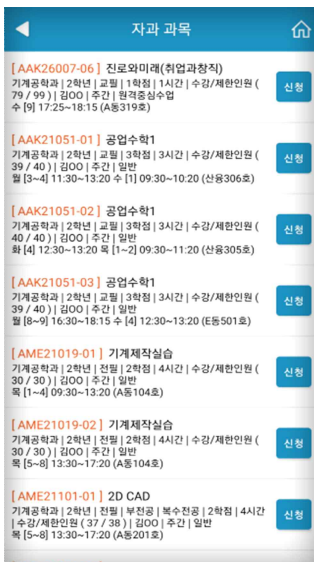 자과 과목
[ AAK26007-06 ] 진로와미래(취업과창직)
기계공학과 | 2학년 | 교필 | 1학점 | 1시간 | 수강/제한인원 (
79 / 99 ) | 김OO | 주간 | 원격중심수업
수 [9] 17:25~18:15 (A동319호)
신청
[ AAK21051-01 ] 공업수학1
기계공학과 | 2학년 | 교필 | 3학점 | 3시간 | 수강/제한인원 (
39 / 40 ) | 김OO | 주간 | 일반
월 [3~4] 11:30~13:20 수 [1] 09:30~10:20 (산융306호)
신청
[ AAK21051-02 ] 공업수학1
기계공학과 | 2학년 | 교필 | 3학점 | 3시간 | 수강/제한인원 (
40 / 40 ) | 김OO | 주간 | 일반
화 [4] 12:30~13:20 목 [1~2] 09:30~11:20 (산융305호)
신청
[ AAK21051-03 ] 공업수학1
기계공학과 | 2학년 | 교필 | 3학점 | 3시간 | 수강/제한인원 (
39 / 40 ) | 김OO | 주간 | 일반
월 [8~9] 16:30~18:15 수 [4] 12:30~13:20 (E동501호)
신청
[ AME21019-01 ] 기계제작실습
기계공학과 | 2학년 | 전필 | 2학점 | 4시간 | 수강/제한인원 (
30 / 30 ) | 김OO | 주간 | 일반
목 [1~4] 09:30~13:20 (A동104호)
신청
[ AME21019-02 ] 기계제작실습
기계공학과 | 2학년 | 전필 | 2학점 | 4시간 | 수강/제한인원 (
30 / 30 ) | 김OO | 주간 | 일반
목 [5~8] 13:30~17:20 (A동104호)
신청
[ AME21101-01 ] 2D CAD
기계공학과 | 2학년 | 전필 | 부전공 | 복수전공 | 2학점 | 4시간
| 수강/제한인원 ( 37 / 38 ) | 김OO | 주간 | 일반
목 [5~8] 13:30~17:20 (A동201호)
신청